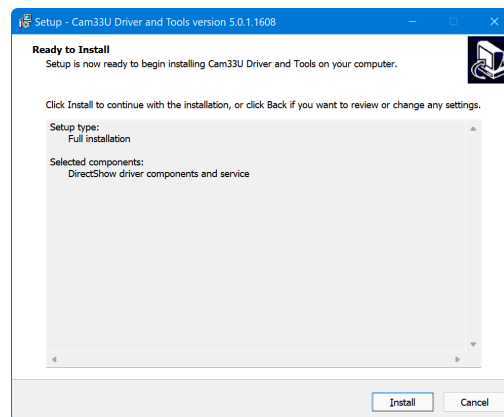 Setup - Cam33U Driver and Tools version 5.0.1.1608
Ready to Install
Setup is now ready to begin installing Cam33U Driver and Tools on your computer.
Click Install to continue with the installation, or click Back if you want to review or change any settings.
Setup type:
Full installation
Selected components:
DirectShow driver components and service
Install
Cancel